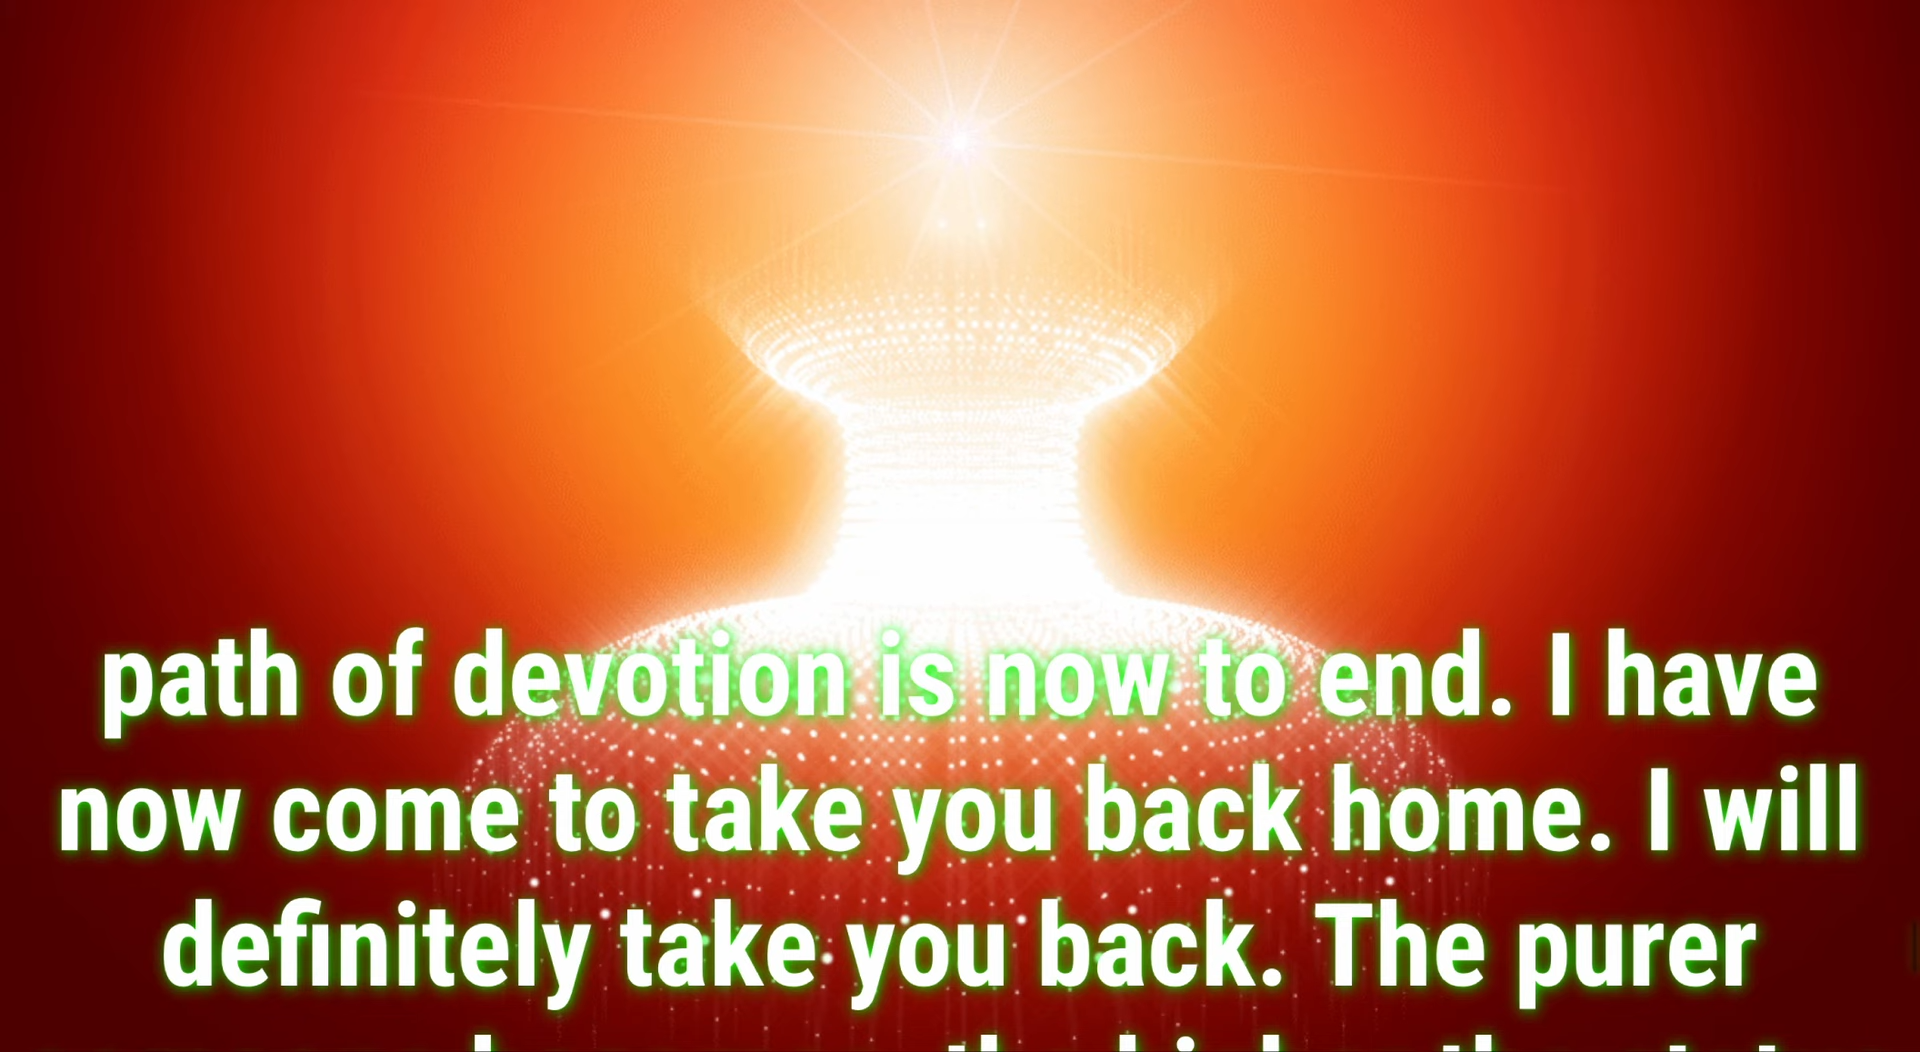 path of devotion is now to end. I have
now come to take you back home. I will
definitely take you back. The purer